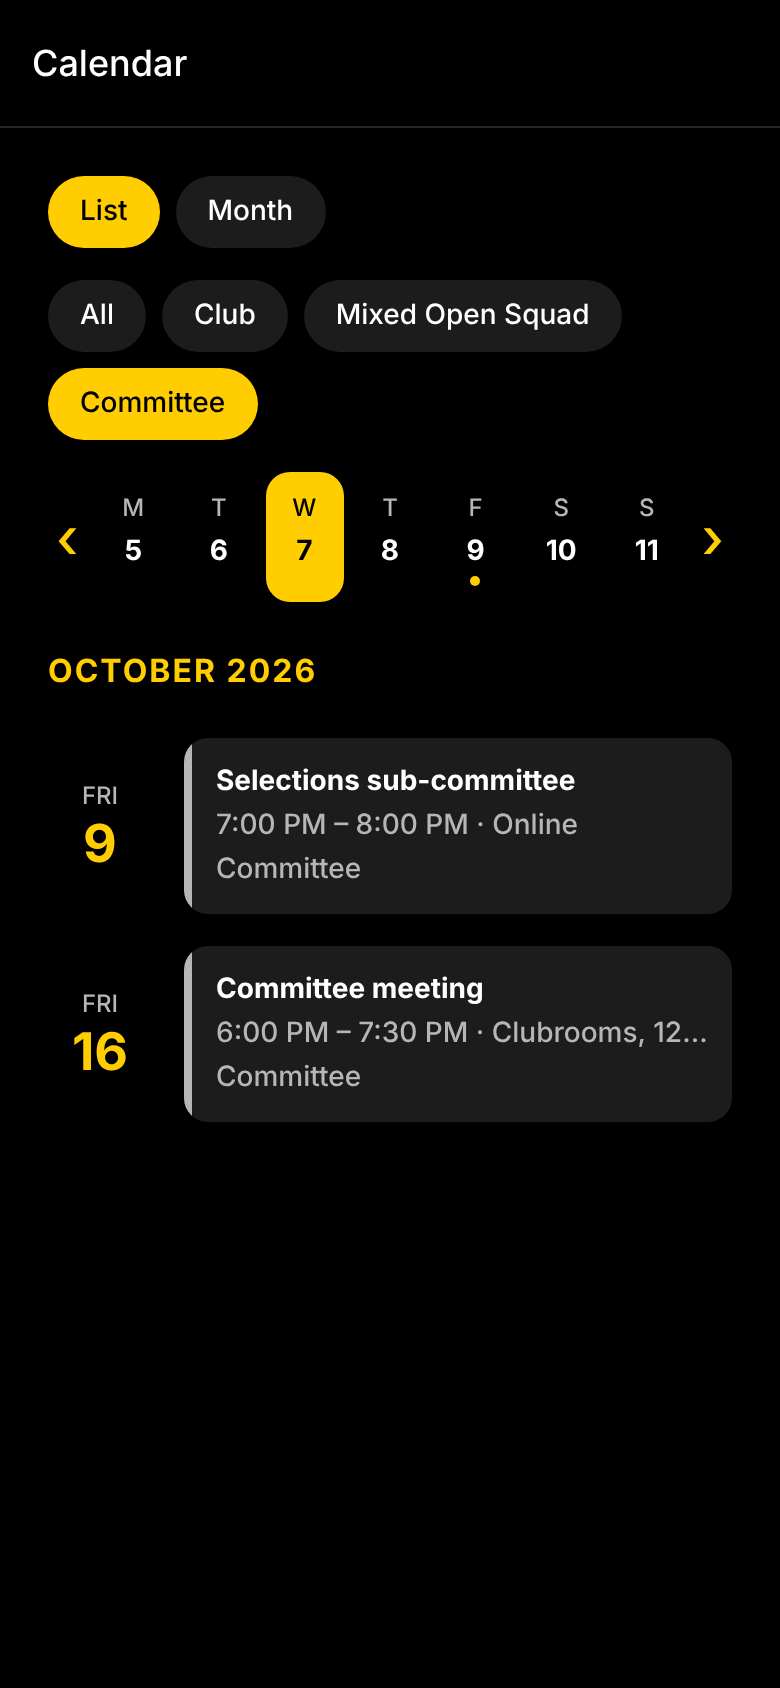 Calendar
List Month
All Club Mixed Open Squad
Committee
M T W T F S S
‹ 5 6 7 8 9 10 11 ›
OCTOBER 2026
FRI
9
Selections sub-committee
7:00 PM – 8:00 PM · Online
Committee
FRI
16
Committee meeting
6:00 PM – 7:30 PM · Clubrooms, 12...
Committee